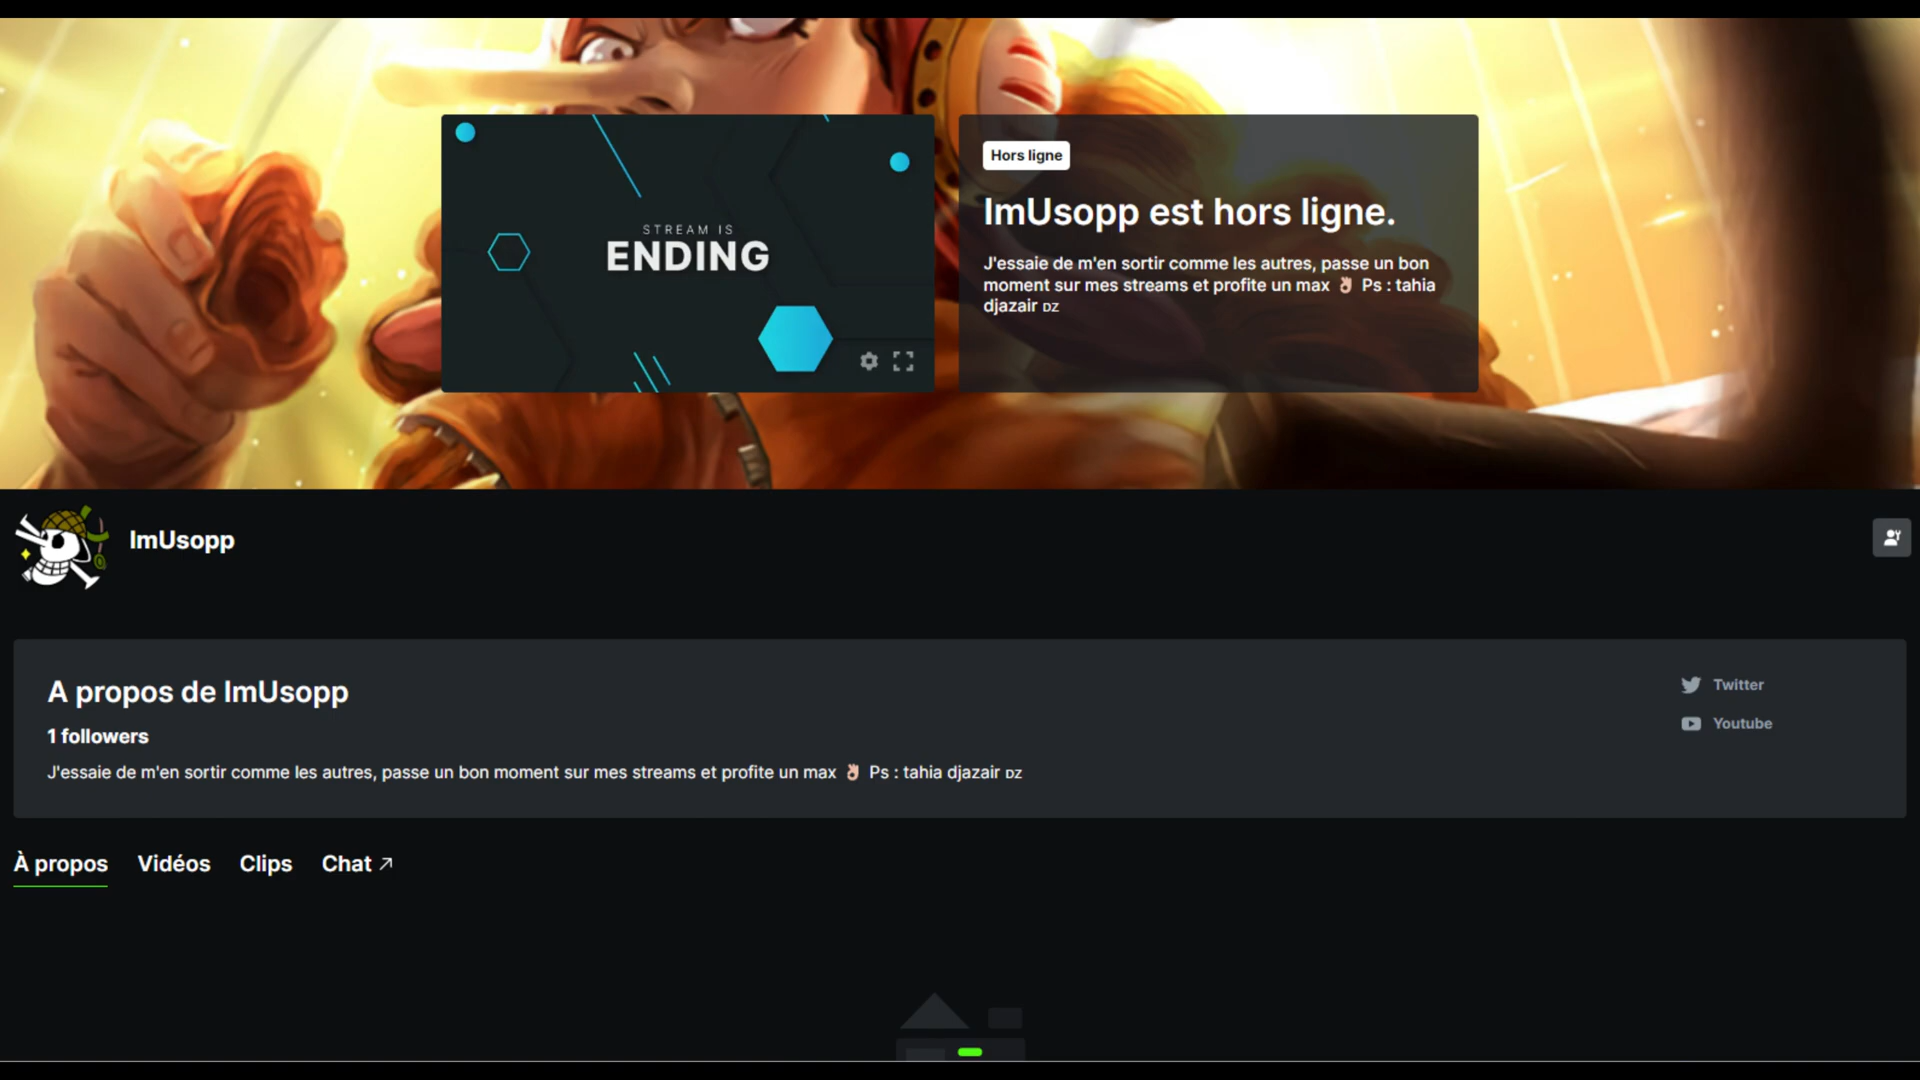 STREAM IS
ENDING
Hors ligne
ImUsopp est hors ligne.
J'essaie de m'en sortir comme les autres, passe un bon
moment sur mes streams et profite un max 👌🏻 Ps : tahia
djazair DZ
ImUsopp
A propos de ImUsopp
1 followers
J'essaie de m'en sortir comme les autres, passe un bon moment sur mes streams et profite un max 👌🏻 Ps : tahia djazair DZ
Twitter
Youtube
À propos Vidéos Clips Chat ↗